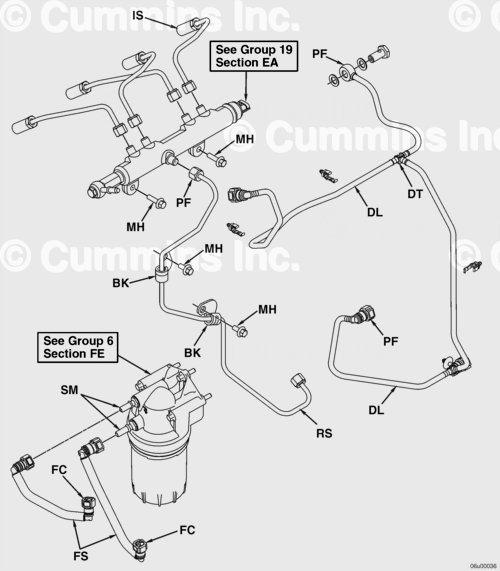 Cummins Inc.
IS
See Group 19
Section EA
PF
MH
DT
PF
DL
MH
Cummins Inc.
MH
BK
MH
PF
See Group 6
Section FE
BK
SM
DL
RS
Cummins Inc.
FC
FC
FS
06u00036